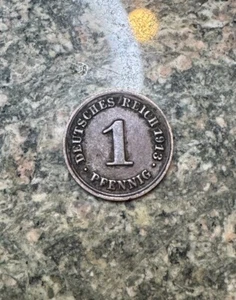 DEUTSCHES REICH 1913
1
PFENNIG